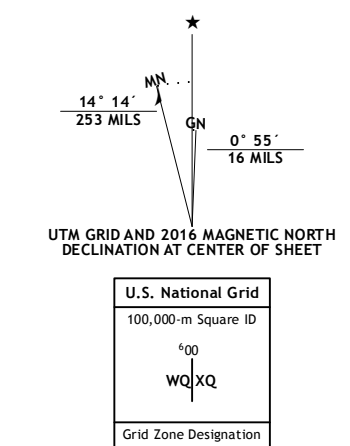 ★
MN
14° 14´
253 MILS
GN
0° 55´
16 MILS
UTM GRID AND 2016 MAGNETIC NORTH
DECLINATION AT CENTER OF SHEET
U.S. National Grid
100,000-m Square ID
⁶00
WQ XQ
Grid Zone Designation